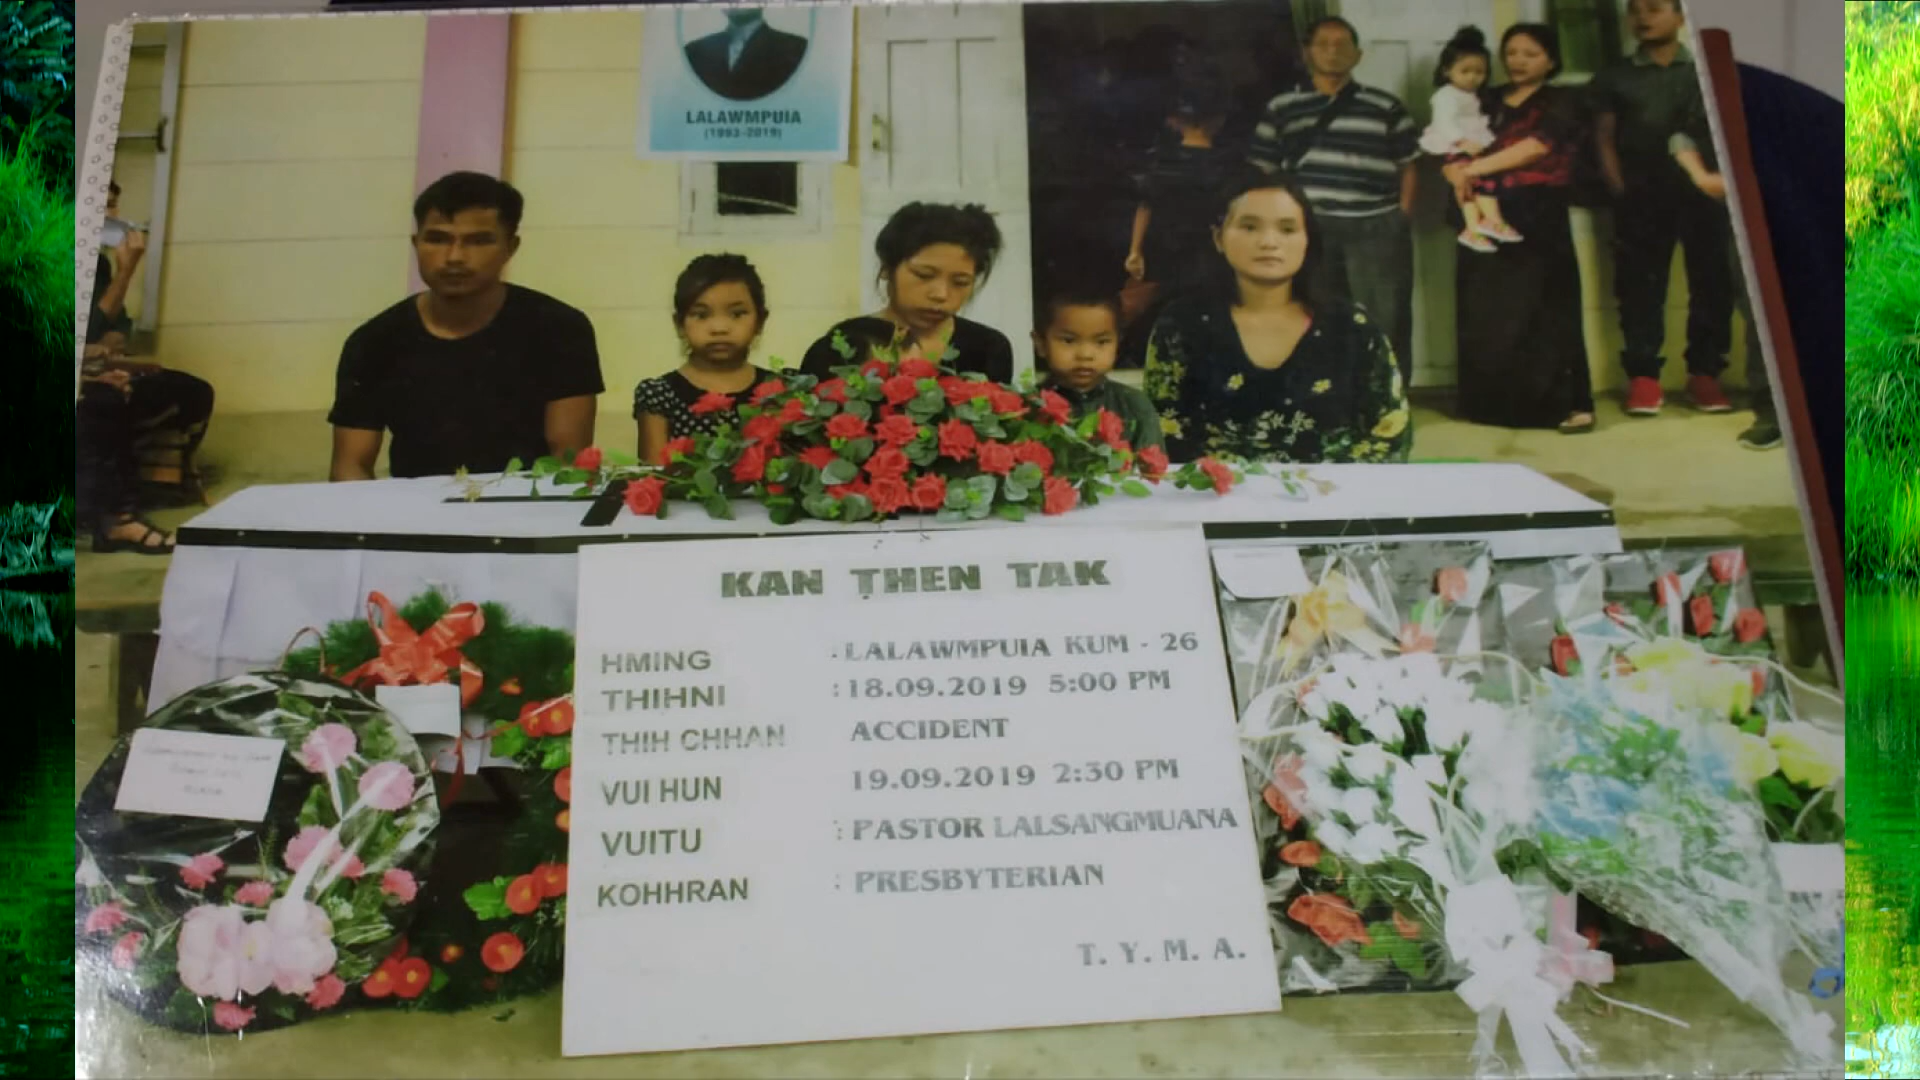 LALAWMPUIA
(1993-2019)
KAN ṬHEN TAK
HMING : LALAWMPUIA KUM - 26
THIHNI : 18.09.2019 5:00 PM
THIH CHHAN ACCIDENT
VUI HUN 19.09.2019 2:30 PM
VUITU : PASTOR LALSANGMUANA
KOHHRAN : PRESBYTERIAN
T. Y. M. A.